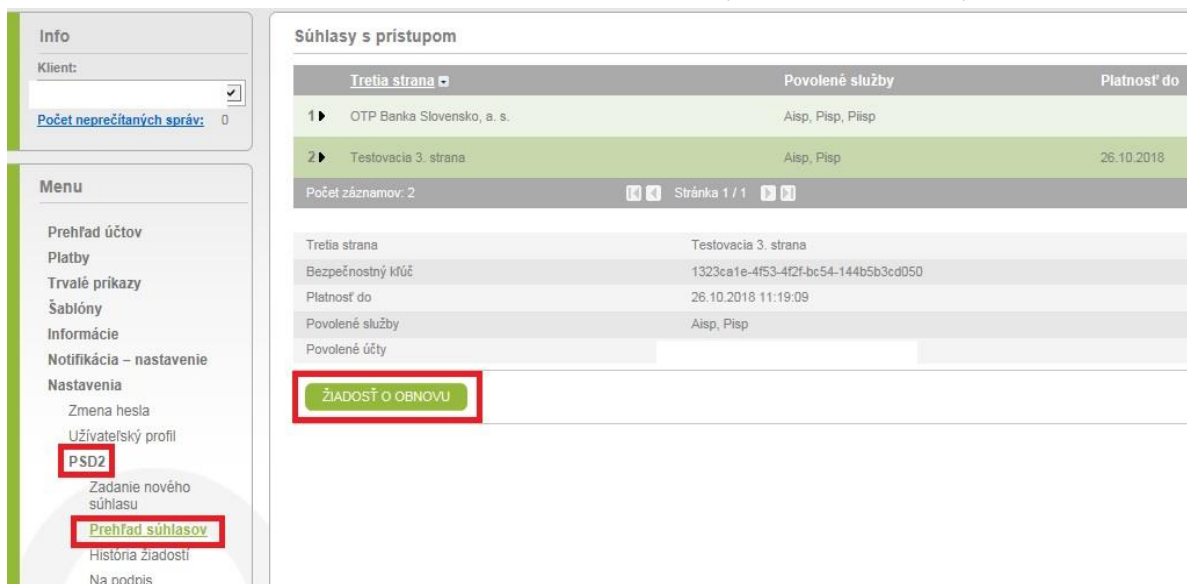 Info
Klient:
Počet neprečítaných správ: 0
Menu
Prehľad účtov
Platby
Trvalé príkazy
Šablóny
Informácie
Notifikácia – nastavenie
Nastavenia
Zmena hesla
Užívateľský profil
PSD2
Zadanie nového
súhlasu
Prehľad súhlasov
História žiadostí
Na podpis
Súhlasy s prístupom
Tretia strana Povolené služby Platnosť do
1 OTP Banka Slovensko, a. s. Aisp, Pisp, Piisp
2 Testovacia 3. strana Aisp, Pisp 26.10.2018
Počet záznamov: 2 Stránka 1 / 1
Tretia strana Testovacia 3. strana
Bezpečnostný kľúč 1323ca1e-4f53-4f2f-bc54-144b5b3cd050
Platnosť do 26.10.2018 11:19:09
Povolené služby Aisp, Pisp
Povolené účty
ŽIADOSŤ O OBNOVU